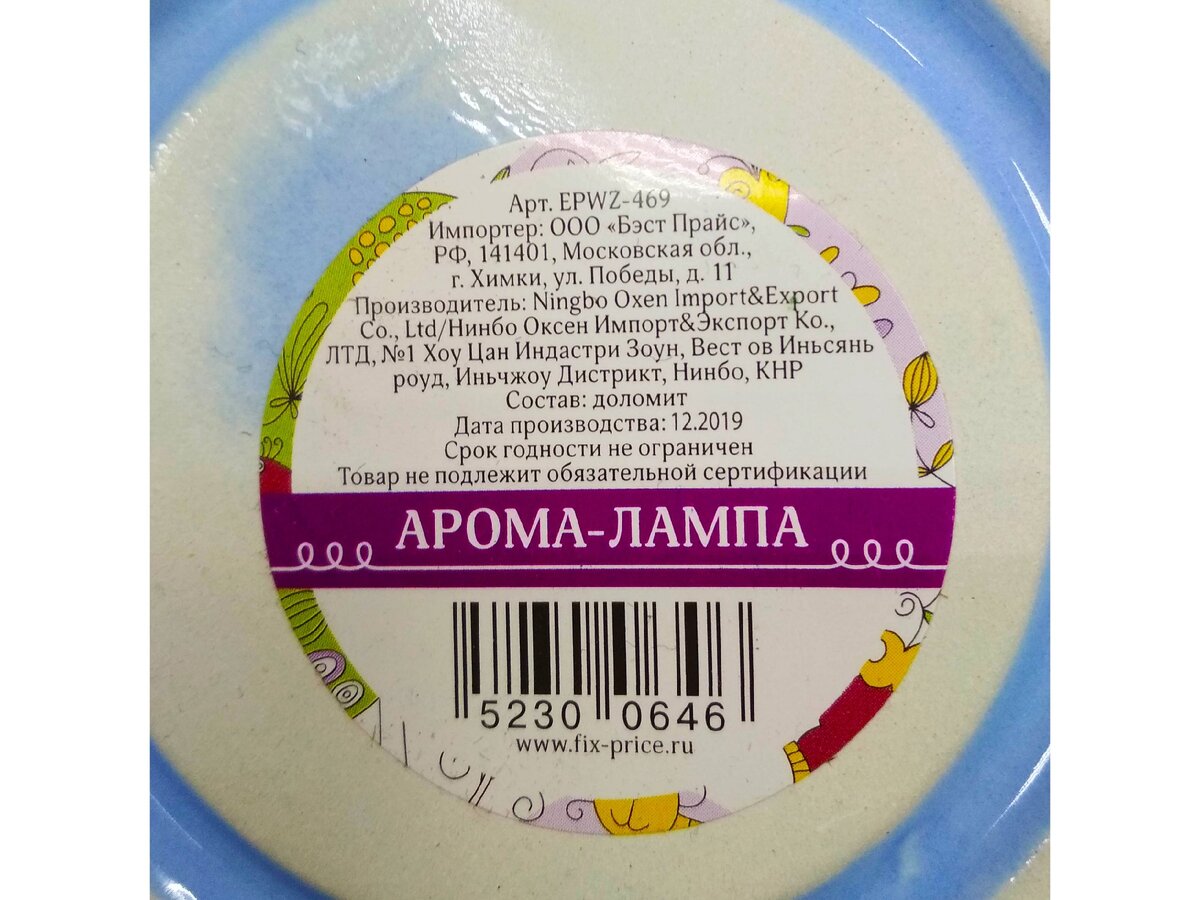 Арт. EPWZ-469
Импортер: ООО «Бэст Прайс»,
РФ, 141401, Московская обл.,
г. Химки, ул. Победы, д. 11
Производитель: Ningbo Oxen Import&Export
Co., Ltd/Нинбо Оксен Импорт&Экспорт Ко.,
ЛТД, №1 Хоу Цан Индастри Зоун, Вест ов Иньсянь
роуд, Иньчжоу Дистрикт, Нинбо, КНР
Состав: доломит
Дата производства: 12.2019
Срок годности не ограничен
Товар не подлежит обязательной сертификации
АРОМА-ЛАМПА
5230 0646
www.fix-price.ru